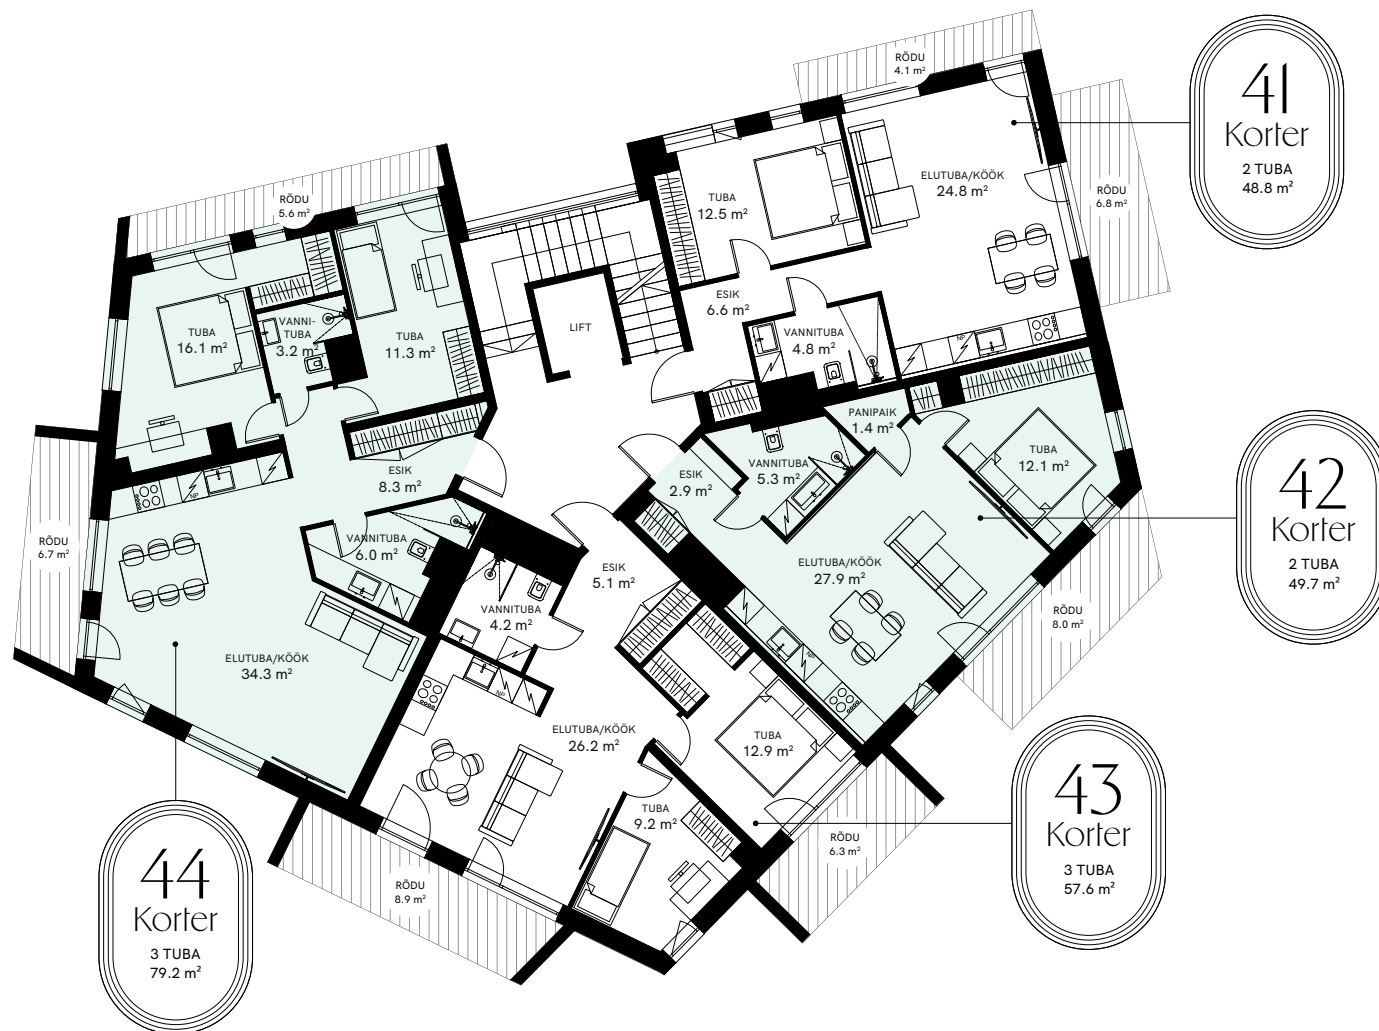 41
Korter
2 TUBA
48.8 m²
RÕDU
4.1 m²
ELUTUBA/KÖÖK
24.8 m²
RÕDU
6.8 m²
TUBA
12.5 m²
ESIK
6.6 m²
VANNITUBA
4.8 m²
NP
LIFT
RÕDU
5.6 m²
TUBA
16.1 m²
VANNI-
TUBA
3.2 m²
TUBA
11.3 m²
ESIK
8.3 m²
NP
RÕDU
6.7 m²
VANNITUBA
6.0 m²
ELUTUBA/KÖÖK
34.3 m²
PANIPAIK
1.4 m²
VANNITUBA
5.3 m²
ESIK
2.9 m²
TUBA
12.1 m²
ELUTUBA/KÖÖK
27.9 m²
NP
RÕDU
8.0 m²
42
Korter
2 TUBA
49.7 m²
ESIK
5.1 m²
VANNITUBA
4.2 m²
NP
ELUTUBA/KÖÖK
26.2 m²
TUBA
12.9 m²
TUBA
9.2 m²
RÕDU
6.3 m²
RÕDU
8.9 m²
43
Korter
3 TUBA
57.6 m²
44
Korter
3 TUBA
79.2 m²